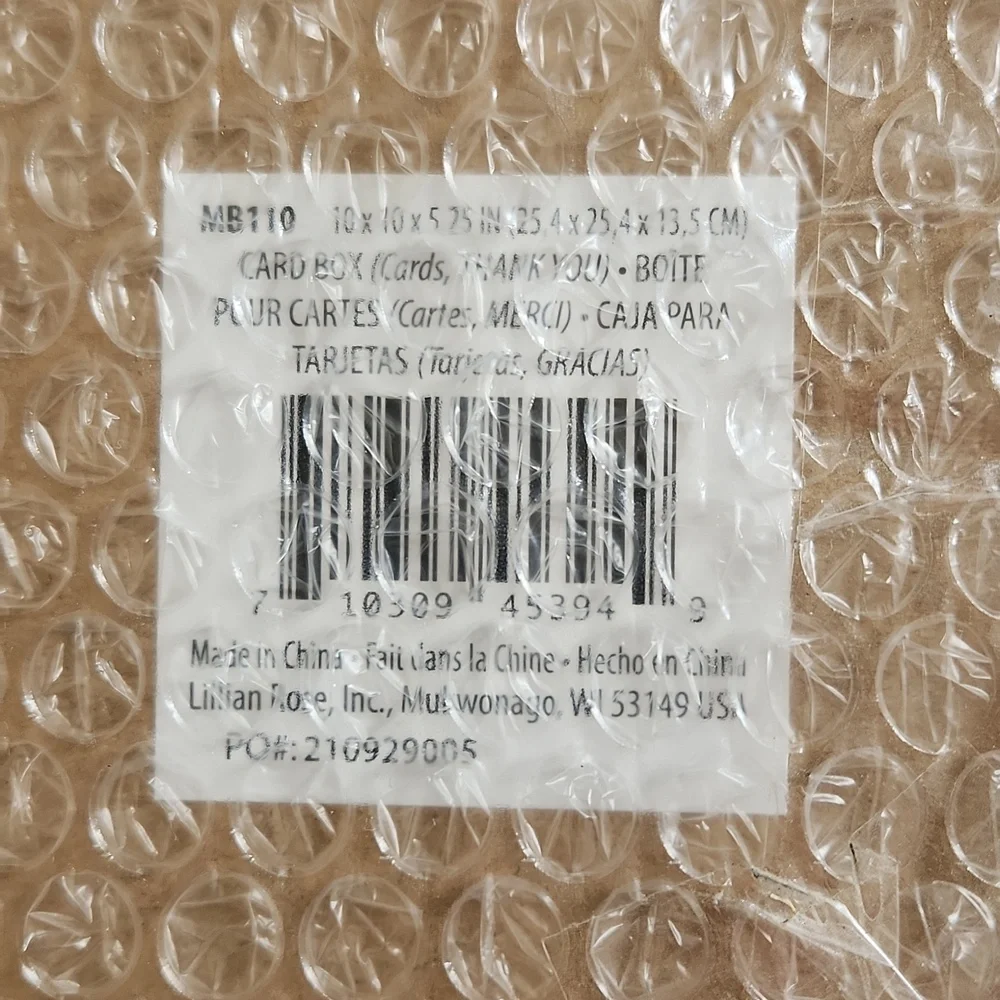 MB110 10 x 10 x 5.25 IN (25,4 x 25,4 x 13,5 CM)
CARD BOX (Cards, THANK YOU) • BOÎTE
POUR CARTES (Cartes, MERCI) • CAJA PARA
TARJETAS (Tarjetas, GRACIAS)
7 10309 45394 9
Made in China • Fait dans la Chine • Hecho en China
Lillian Rose, Inc., Mukwonago, WI 53149 USA
PO#: 210929005